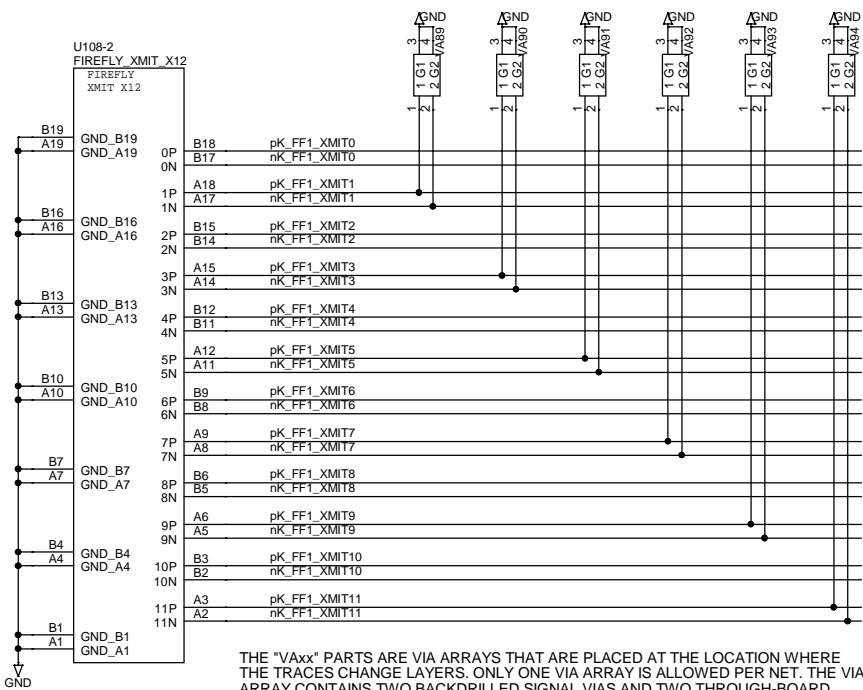 GND GND GND GND GND GND
3 4 VA89 3 4 VA90 3 4 VA91 3 4 VA92 3 4 VA93 3 4 VA94
1 G1 2 G2 1 G1 2 G2 1 G1 2 G2 1 G1 2 G2 1 G1 2 G2 1 G1 2 G2
1 2 1 2 1 2 1 2 1 2 1 2
U108-2
FIREFLY_XMIT_X12
FIREFLY
XMIT X12
B19 GND_B19
A19 GND_A19
0P B18 pK_FF1_XMIT0
0N B17 nK_FF1_XMIT0
1P A18 pK_FF1_XMIT1
1N A17 nK_FF1_XMIT1
B16 GND_B16
A16 GND_A16
2P B15 pK_FF1_XMIT2
2N B14 nK_FF1_XMIT2
3P A15 pK_FF1_XMIT3
3N A14 nK_FF1_XMIT3
B13 GND_B13
A13 GND_A13
4P B12 pK_FF1_XMIT4
4N B11 nK_FF1_XMIT4
5P A12 pK_FF1_XMIT5
5N A11 nK_FF1_XMIT5
B10 GND_B10
A10 GND_A10
6P B9 pK_FF1_XMIT6
6N B8 nK_FF1_XMIT6
7P A9 pK_FF1_XMIT7
7N A8 nK_FF1_XMIT7
B7 GND_B7
A7 GND_A7
8P B6 pK_FF1_XMIT8
8N B5 nK_FF1_XMIT8
9P A6 pK_FF1_XMIT9
9N A5 nK_FF1_XMIT9
B4 GND_B4
A4 GND_A4
10P B3 pK_FF1_XMIT10
10N B2 nK_FF1_XMIT10
11P A3 pK_FF1_XMIT11
11N A2 nK_FF1_XMIT11
B1 GND_B1
A1 GND_A1
GND
THE "VAxx" PARTS ARE VIA ARRAYS THAT ARE PLACED AT THE LOCATION WHERE
THE TRACES CHANGE LAYERS. ONLY ONE VIA ARRAY IS ALLOWED PER NET. THE VIA
ARRAY CONTAINS TWO BACKDRILLED SIGNAL VIAS AND TWO THROUGH-BOARD